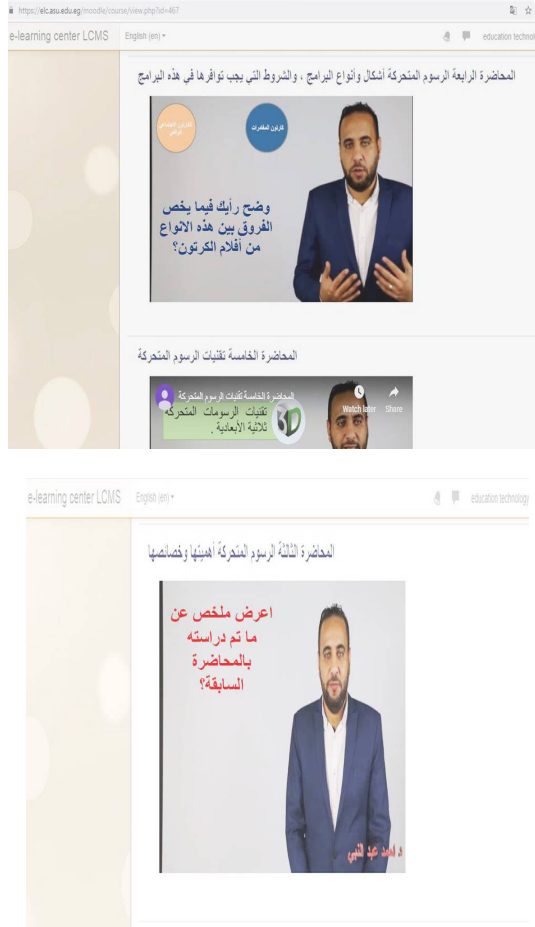 https://elc.asu.edu.eg/moodle/course/view.php?id=467
e-learning center LCMS English (en)
المحاضرة الرابعة الرسوم المتحركة أشكال وأنواع البرامج ، والشروط التي يجب توافرها في هذه البرامج
كارتون المغامرات
وضح رأيك فيما يخص
الفروق بين هذه الانواع
من أفلام الكرتون؟
المحاضرة الخامسة تقنيات الرسوم المتحركة
المحاضرة الخامسة تقنيات الرسوم المتحركة
Watch later Share
تقنيات الرسومات المتحركة
ثلاثية الأبعادية .
3D
e-learning center LCMS English (en) education technology
المحاضرة الثالثة الرسوم المتحركة أهميتها وخصائصها
اعرض ملخص عن
ما تم دراسته
بالمحاضرة
السابقة؟
د احمد عبد النبي